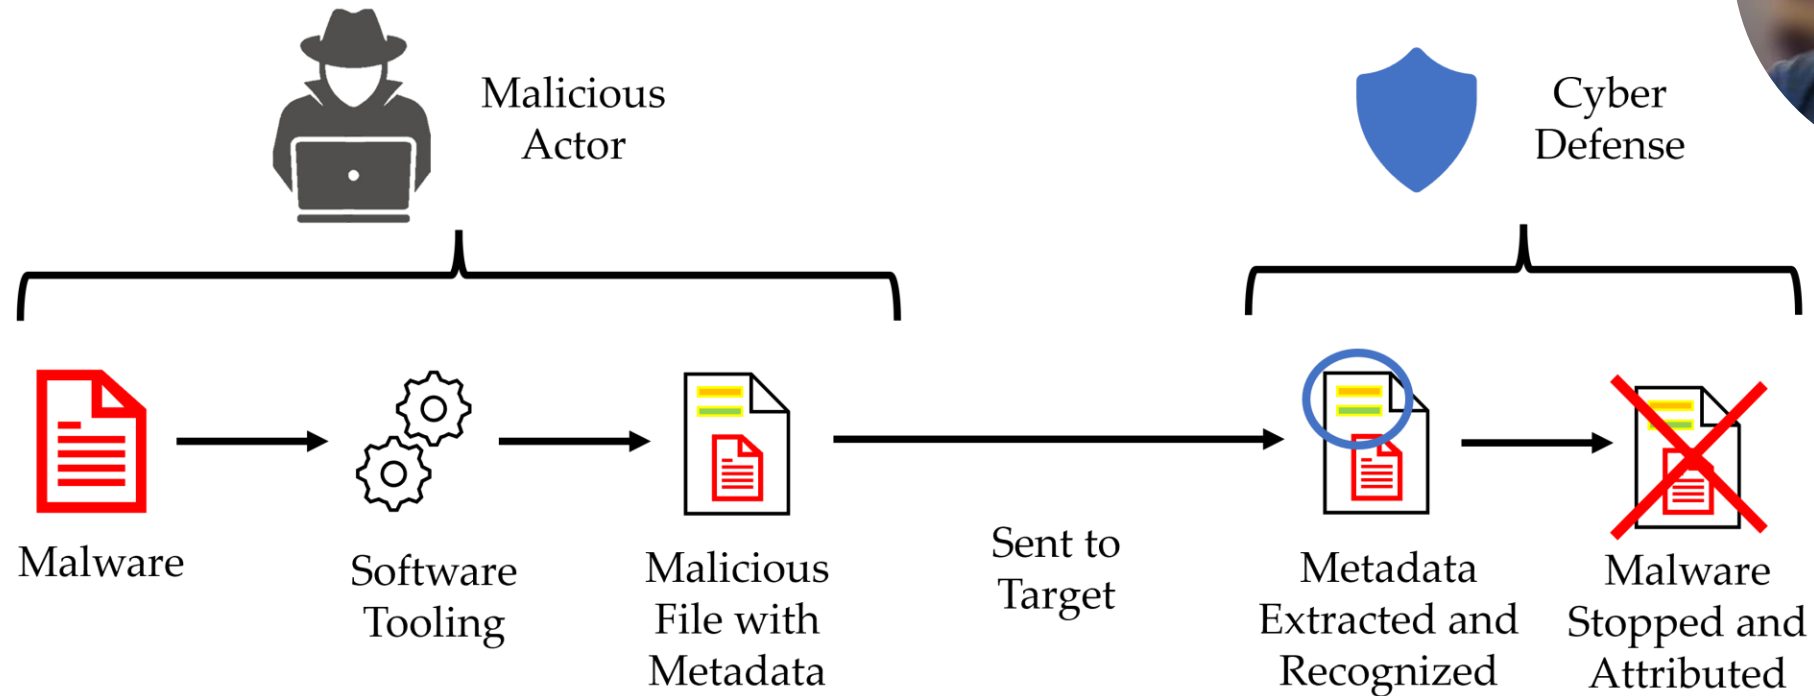 Malicious
Actor
Cyber
Defense
Malware
Software
Tooling
Malicious
File with
Metadata
Sent to
Target
Metadata
Extracted and
Recognized
Malware
Stopped and
Attributed